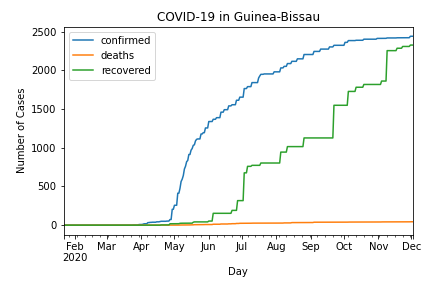 COVID-19 in Guinea-Bissau
confirmed
deaths
recovered
Number of Cases
2500
2000
1500
1000
500
0
Feb Mar Apr May Jun Jul Aug Sep Oct Nov Dec
2020
Day